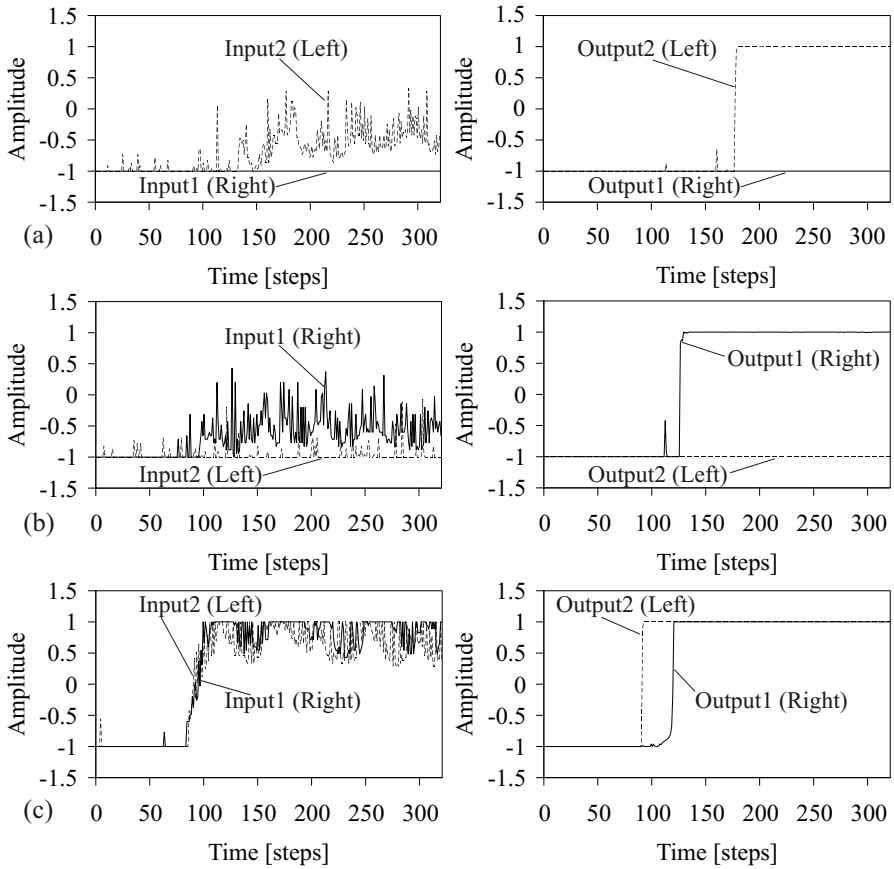 1.5
1
0.5
0
-0.5
-1
-1.5
Amplitude
Input2 (Left)
Input1 (Right)
0 50 100 150 200 250 300
Time [steps]
(a)
1.5
1
0.5
0
-0.5
-1
-1.5
Amplitude
Output2 (Left)
Output1 (Right)
0 50 100 150 200 250 300
Time [steps]
1.5
1
0.5
0
-0.5
-1
-1.5
Amplitude
Input1 (Right)
Input2 (Left)
0 50 100 150 200 250 300
Time [steps]
(b)
1.5
1
0.5
0
-0.5
-1
-1.5
Amplitude
Output1 (Right)
Output2 (Left)
0 50 100 150 200 250 300
Time [steps]
1.5
1
0.5
0
-0.5
-1
-1.5
Amplitude
Input2 (Left)
Input1 (Right)
0 50 100 150 200 250 300
Time [steps]
(c)
1.5
1
0.5
0
-0.5
-1
-1.5
Amplitude
Output2 (Left)
Output1 (Right)
0 50 100 150 200 250 300
Time [steps]